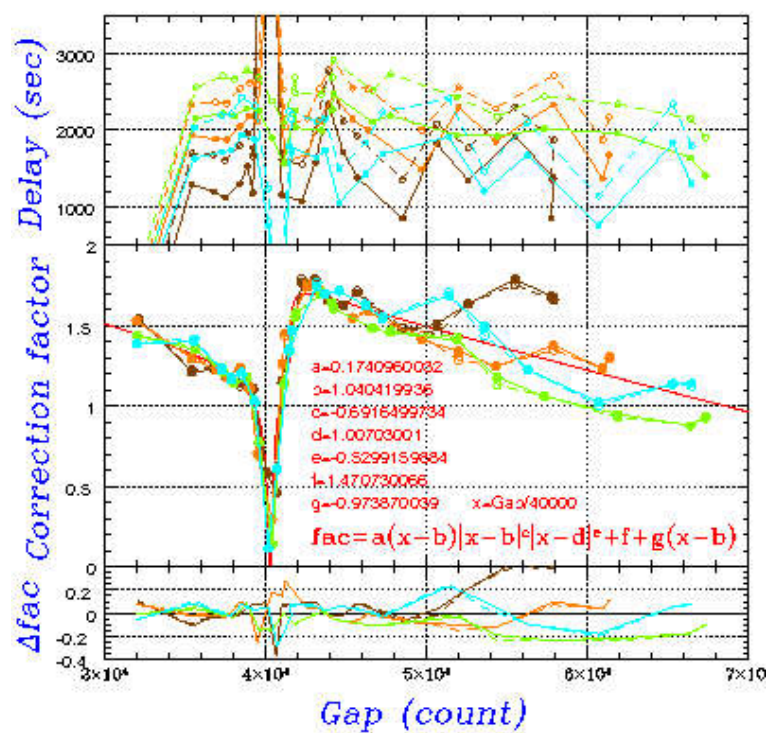 3000
2000
1000
Delay (sec)
2
1.5
1
0.5
0
Correction factor
a=0.1740960032
b=1.040419936
c=-0.6916499734
d=1.00703001
e=-0.5299159884
f=1.470730066
g=-0.973870039 x=Gap/40000
fac=a(x-b)|x-b|ᶜ|x-d|ᵉ+f+g(x-b)
0.2
0
-0.2
-0.4
Δfac
3×10⁴ 4×10⁴ 5×10⁴ 6×10⁴ 7×10
Gap (count)